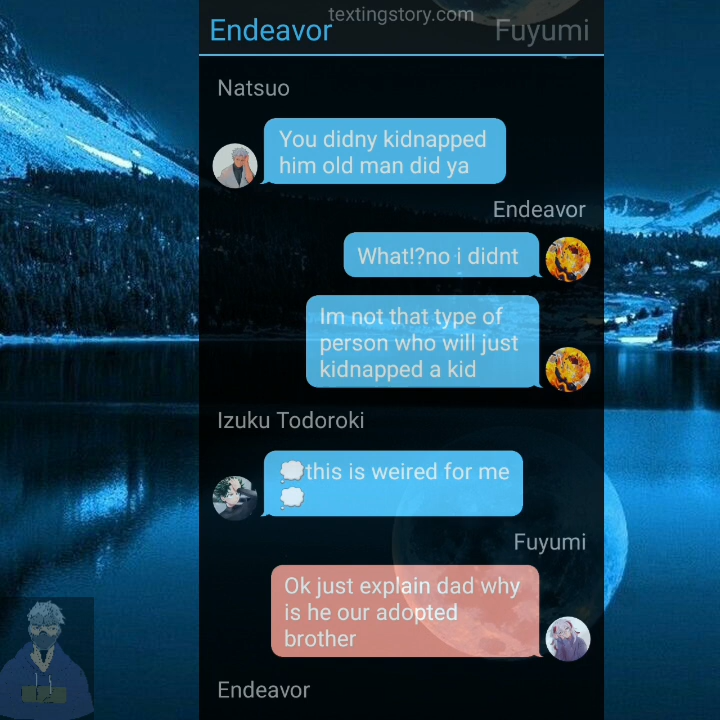 textingstory.com
Endeavor Fuyumi
Natsuo
You didny kidnapped
him old man did ya
Endeavor
What!?no i didnt
Im not that type of
person who will just
kidnapped a kid
Izuku Todoroki
💭this is weired for me
💭
Fuyumi
Ok just explain dad why
is he our adopted
brother
Endeavor